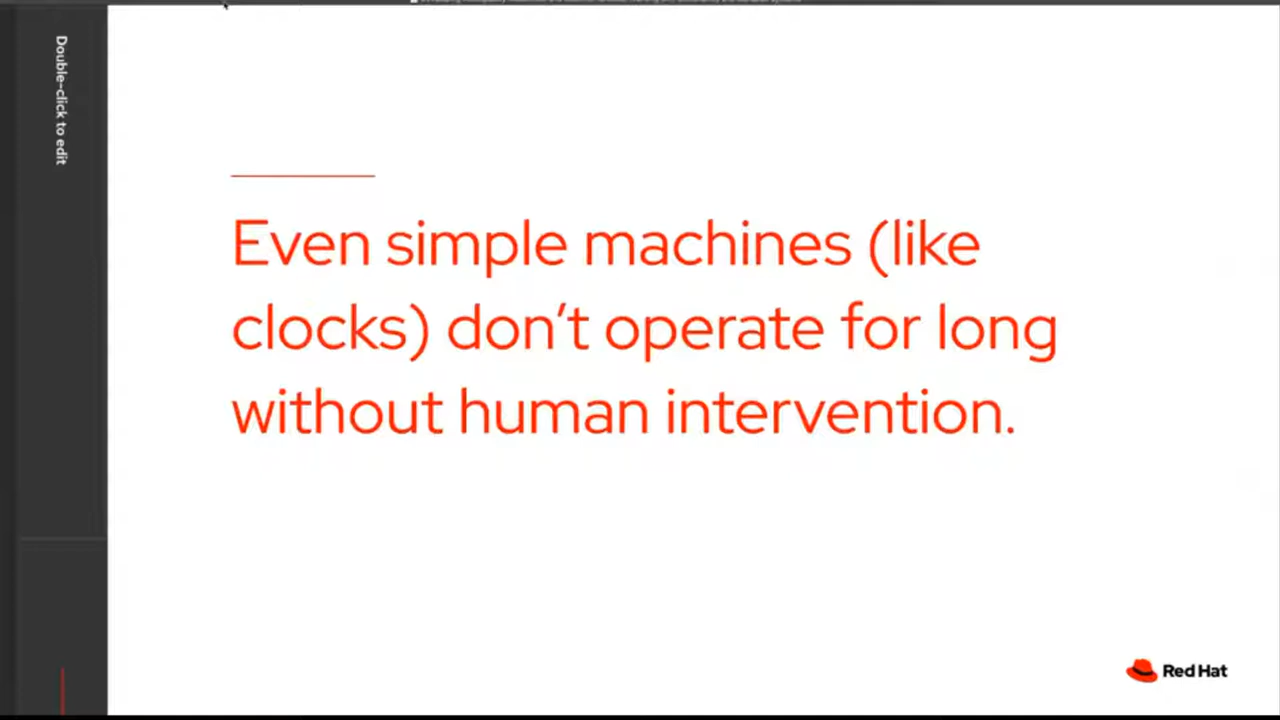 Double-click to edit
Even simple machines (like
clocks) don’t operate for long
without human intervention.
Red Hat